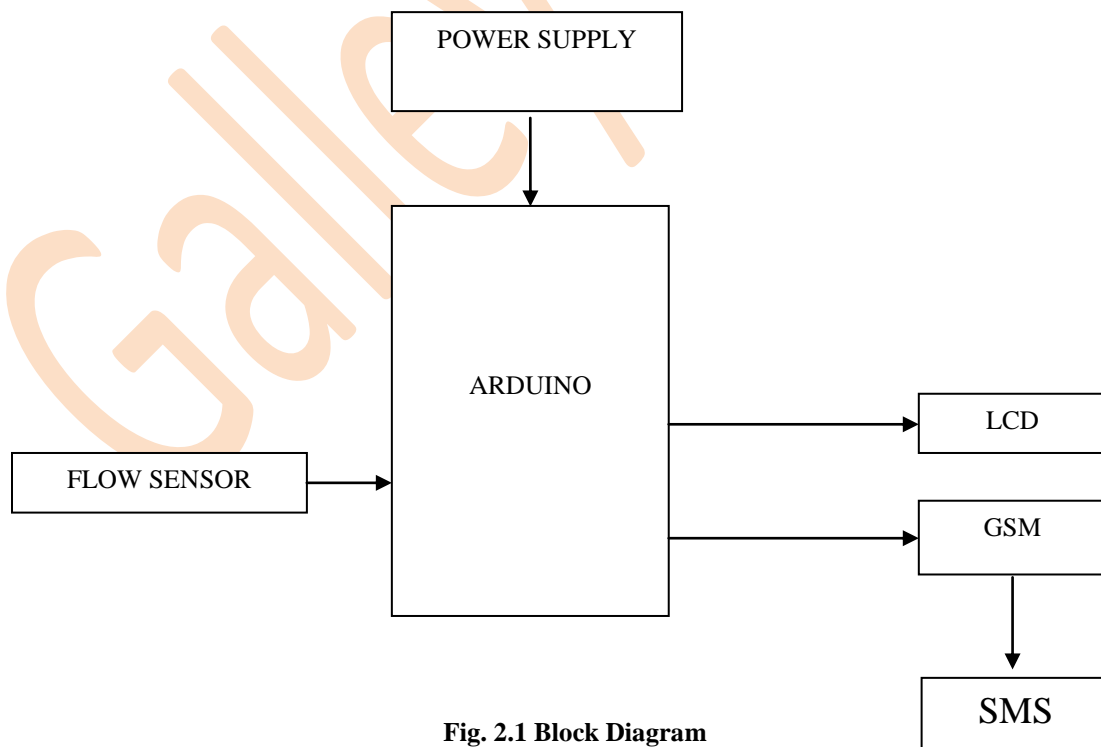 POWER SUPPLY
ARDUINO
LCD
FLOW SENSOR
GSM
SMS
Fig. 2.1 Block Diagram